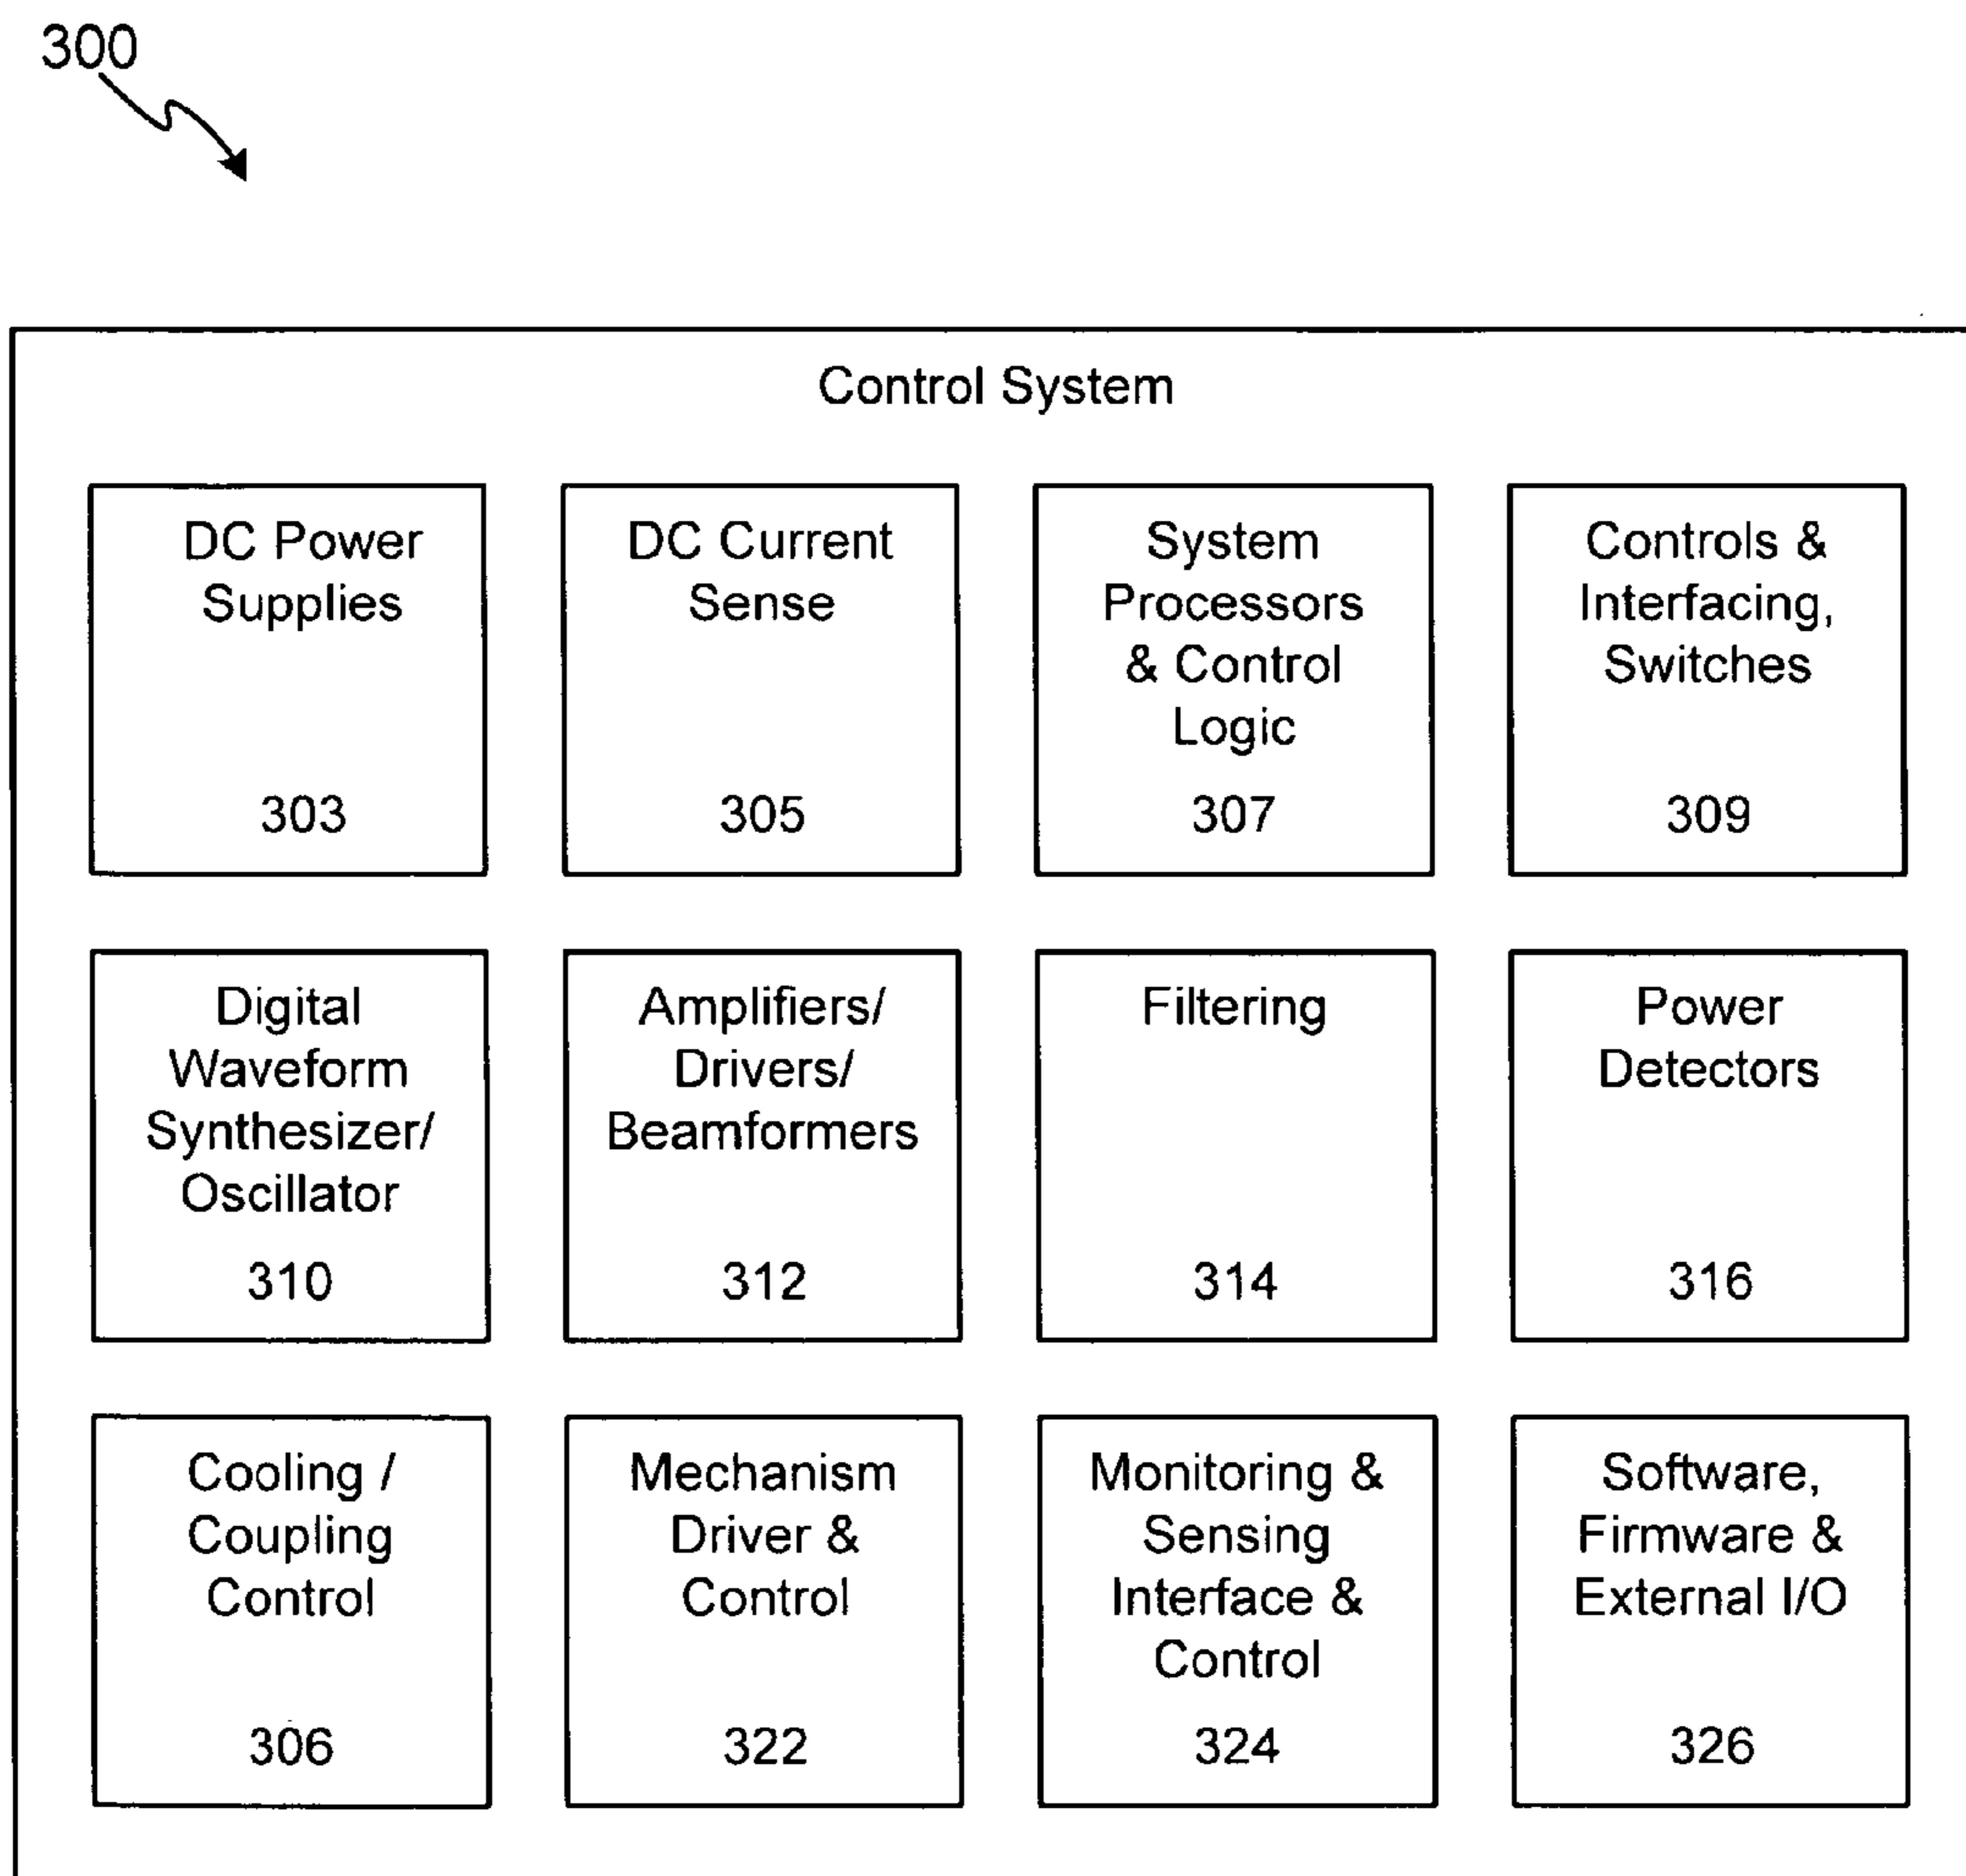 300
Control System
DC Power
Supplies
303
DC Current
Sense
305
System
Processors
& Control
Logic
307
Controls &
Interfacing,
Switches
309
Digital
Waveform
Synthesizer/
Oscillator
310
Amplifiers/
Drivers/
Beamformers
312
Filtering
314
Power
Detectors
316
Cooling /
Coupling
Control
306
Mechanism
Driver &
Control
322
Monitoring &
Sensing
Interface &
Control
324
Software,
Firmware &
External I/O
326